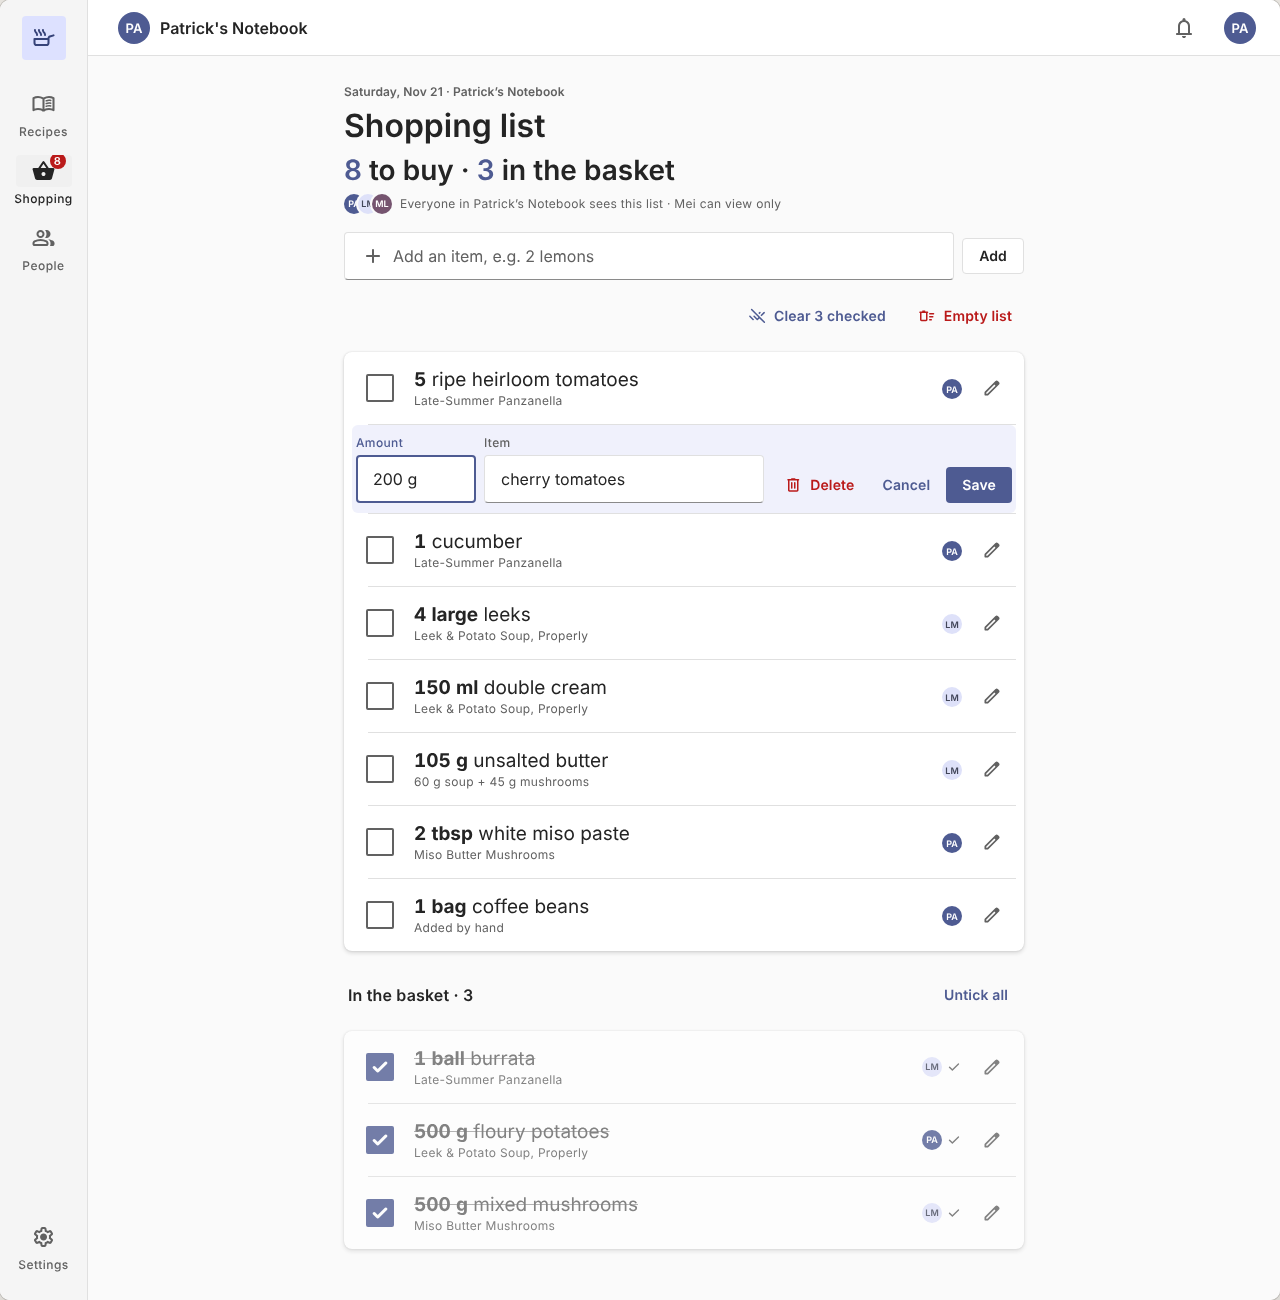 PA Patrick's Notebook PA
Recipes
8
Shopping
People
Settings
Saturday, Nov 21 · Patrick’s Notebook
Shopping list
8 to buy · 3 in the basket
PA LM ML Everyone in Patrick’s Notebook sees this list · Mei can view only
Add an item, e.g. 2 lemons Add
Clear 3 checked Empty list
5 ripe heirloom tomatoes PA
Late-Summer Panzanella
Amount Item
200 g cherry tomatoes Delete Cancel Save
1 cucumber PA
Late-Summer Panzanella
4 large leeks LM
Leek & Potato Soup, Properly
150 ml double cream LM
Leek & Potato Soup, Properly
105 g unsalted butter LM
60 g soup + 45 g mushrooms
2 tbsp white miso paste PA
Miso Butter Mushrooms
1 bag coffee beans PA
Added by hand
In the basket · 3 Untick all
1 ball burrata LM
Late-Summer Panzanella
500 g floury potatoes PA
Leek & Potato Soup, Properly
500 g mixed mushrooms LM
Miso Butter Mushrooms